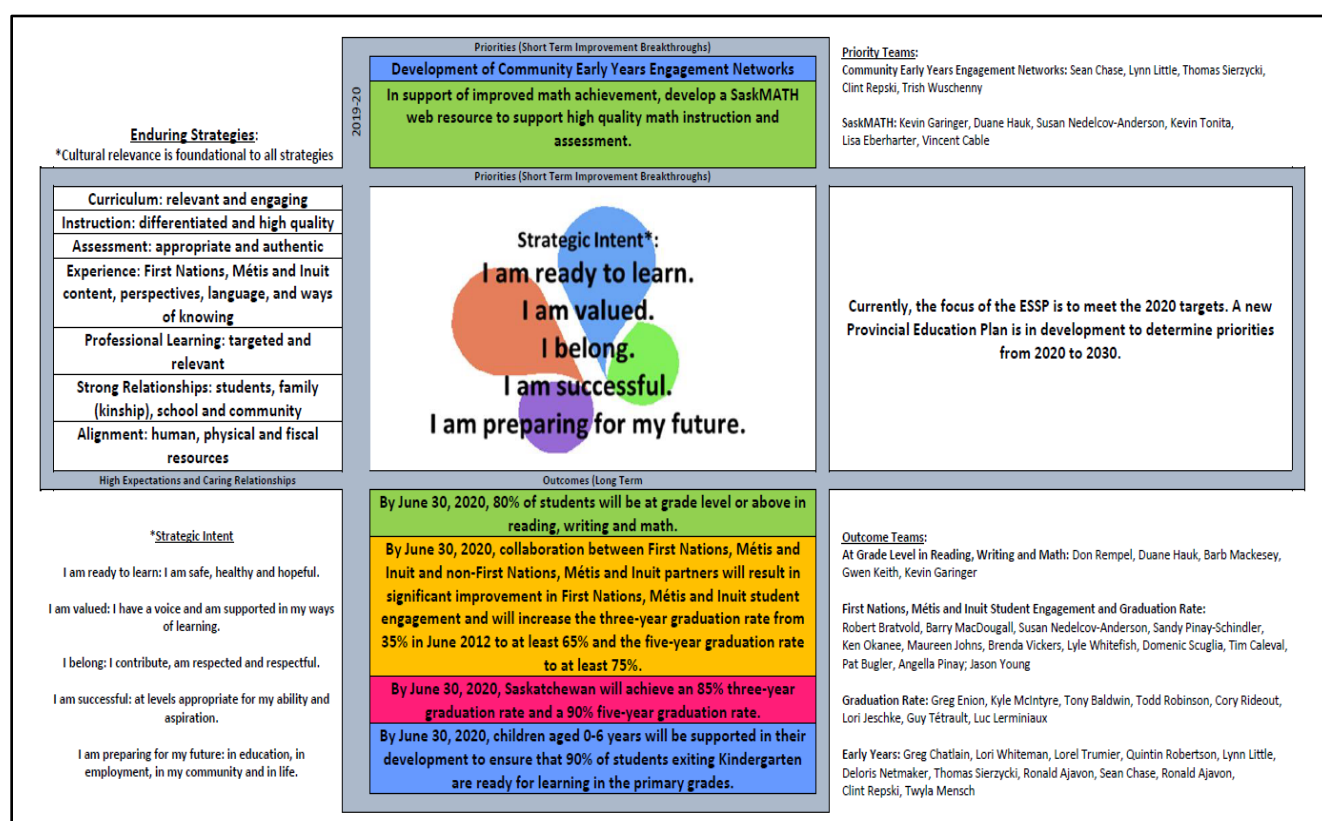 Priorities (Short Term Improvement Breakthroughs)
2019-20
Development of Community Early Years Engagement Networks
In support of improved math achievement, develop a SaskMATH
web resource to support high quality math instruction and
assessment.
Priority Teams:
Community Early Years Engagement Networks: Sean Chase, Lynn Little, Thomas Sierzycki,
Clint Repski, Trish Wuschenny
SaskMATH: Kevin Garinger, Duane Hauk, Susan Nedelcov-Anderson, Kevin Tonita,
Lisa Eberharter, Vincent Cable
Enduring Strategies:
*Cultural relevance is foundational to all strategies
Curriculum: relevant and engaging
Instruction: differentiated and high quality
Assessment: appropriate and authentic
Experience: First Nations, Métis and Inuit
content, perspectives, language, and ways
of knowing
Professional Learning: targeted and
relevant
Strong Relationships: students, family
(kinship), school and community
Alignment: human, physical and fiscal
resources
High Expectations and Caring Relationships
Priorities (Short Term Improvement Breakthroughs)
Strategic Intent*:
I am ready to learn.
I am valued.
I belong.
I am successful.
I am preparing for my future.
Currently, the focus of the ESSP is to meet the 2020 targets. A new
Provincial Education Plan is in development to determine priorities
from 2020 to 2030.
Outcomes (Long Term
By June 30, 2020, 80% of students will be at grade level or above in
reading, writing and math.
By June 30, 2020, collaboration between First Nations, Métis and
Inuit and non-First Nations, Métis and Inuit partners will result in
significant improvement in First Nations, Métis and Inuit student
engagement and will increase the three-year graduation rate from
35% in June 2012 to at least 65% and the five-year graduation rate
to at least 75%.
By June 30, 2020, Saskatchewan will achieve an 85% three-year
graduation rate and a 90% five-year graduation rate.
By June 30, 2020, children aged 0-6 years will be supported in their
development to ensure that 90% of students exiting Kindergarten
are ready for learning in the primary grades.
*Strategic Intent
I am ready to learn: I am safe, healthy and hopeful.
I am valued: I have a voice and am supported in my ways
of learning.
I belong: I contribute, am respected and respectful.
I am successful: at levels appropriate for my ability and
aspiration.
I am preparing for my future: in education, in
employment, in my community and in life.
Outcome Teams:
At Grade Level in Reading, Writing and Math: Don Rempel, Duane Hauk, Barb Mackesey,
Gwen Keith, Kevin Garinger
First Nations, Métis and Inuit Student Engagement and Graduation Rate:
Robert Bratvold, Barry MacDougall, Susan Nedelcov-Anderson, Sandy Pinay-Schindler,
Ken Okanee, Maureen Johns, Brenda Vickers, Lyle Whitefish, Domenic Scuglia, Tim Caleval,
Pat Bugler, Angella Pinay; Jason Young
Graduation Rate: Greg Enion, Kyle McIntyre, Tony Baldwin, Todd Robinson, Cory Rideout,
Lori Jeschke, Guy Tétrault, Luc Lerminiaux
Early Years: Greg Chatlain, Lori Whiteman, Lorel Trumier, Quintin Robertson, Lynn Little,
Deloris Netmaker, Thomas Sierzycki, Ronald Ajavon, Sean Chase, Ronald Ajavon,
Clint Repski, Twyla Mensch